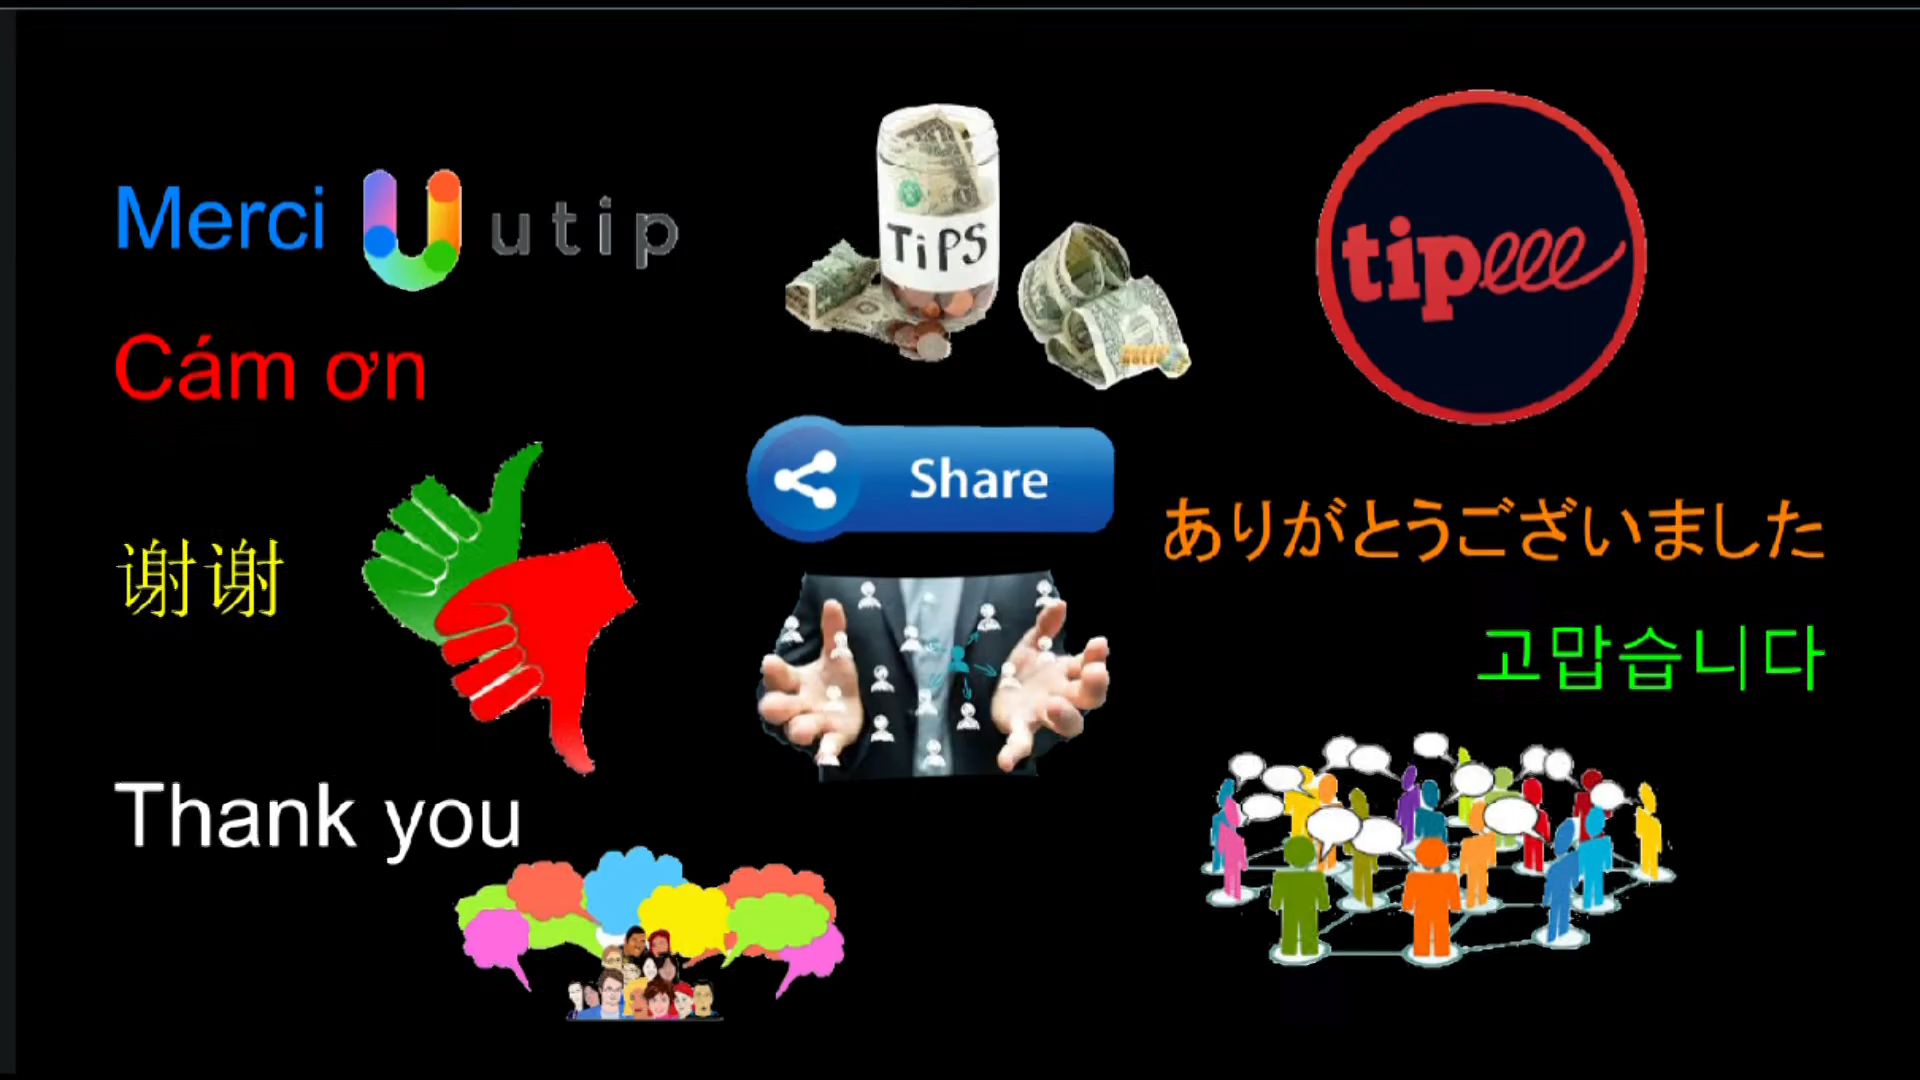 Merci
utip
TiPS
tipeee
Cám ơn
Share
ありがとうございました
谢谢
고맙습니다
Thank you